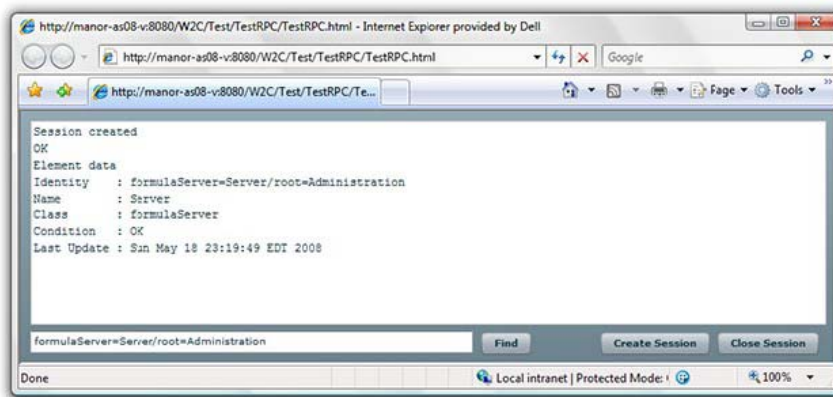 http://manor-as08-v:8080/W2C/Test/TestRPC/TestRPC.html - Internet Explorer provided by Dell
http://manor-as08-v:8080/W2C/Test/TestRPC/TestRPC.html
Google
http://manor-as08-v:8080/W2C/Test/TestRPC/Te...
Page
Tools
Session created
OK
Element data
Identity : formulaServer=Server/root=Administration
Name : Server
Class : formulaServer
Condition : OK
Last Update : Sun May 18 23:19:49 EDT 2008
formulaServer=Server/root=Administration
Find
Create Session
Close Session
Done
Local intranet | Protected Mode:
100%